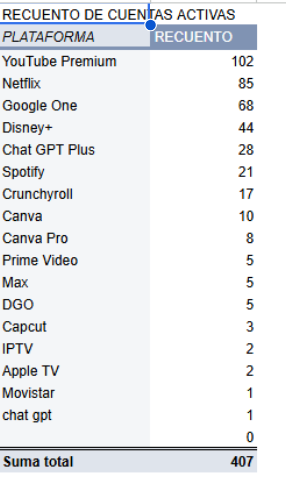 RECUENTO DE CUENTAS ACTIVAS
PLATAFORMA RECUENTO
YouTube Premium 102
Netflix 85
Google One 68
Disney+ 44
Chat GPT Plus 28
Spotify 21
Crunchyroll 17
Canva 10
Canva Pro 8
Prime Video 5
Max 5
DGO 5
Capcut 3
IPTV 2
Apple TV 2
Movistar 1
chat gpt 1
0
Suma total 407